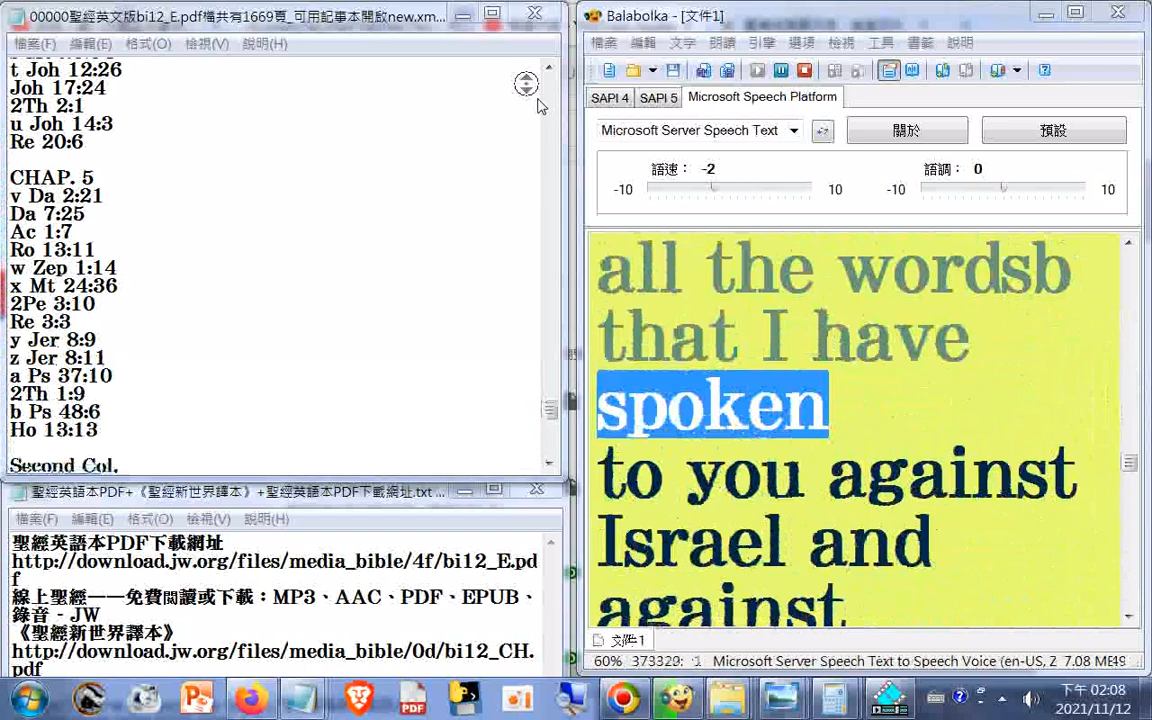 00000聖經英文版bi12_E.pdf檔共有1669頁_可用記事本開啟new.xm...
檔案(F) 編輯(E) 格式(O) 檢視(V) 說明(H)
t Joh 12:26
Joh 17:24
2Th 2:1
u Joh 14:3
Re 20:6
CHAP. 5
v Da 2:21
Da 7:25
Ac 1:7
Ro 13:11
w Zep 1:14
x Mt 24:36
2Pe 3:10
Re 3:3
y Jer 8:9
z Jer 8:11
a Ps 37:10
2Th 1:9
b Ps 48:6
Ho 13:13
Second Col,
聖經英語本PDF+《聖經新世界譯本》+聖經英語本PDF下載網址.txt ...
檔案(F) 編輯(E) 格式(O) 檢視(V) 說明(H)
聖經英語本PDF下載網址
http://download.jw.org/files/media_bible/4f/bi12_E.pd
f
線上聖經——免費閱讀或下載：MP3、AAC、PDF、EPUB、
錄音 - JW
《聖經新世界譯本》
http://download.jw.org/files/media_bible/0d/bi12_CH.
pdf
Balabolka - [文件1]
檔案 編輯 文字 朗讀 引擎 選項 檢視 工具 書籤 說明
SAPI 4 SAPI 5 Microsoft Speech Platform
Microsoft Server Speech Text 關於 預設
語速： -2 語調： 0
-10 10 -10 10
all the wordsb
that I have
spoken
to you against
Israel and
against
文件1
60% 373329: 1 Microsoft Server Speech Text to Speech Voice (en-US, Z 7.08 MB
下午 02:08
2021/11/12